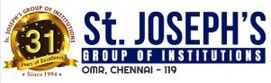 St. JOSEPH'S GROUP OF INSTITUTIONS
31
Years of Excellence
Since 1994
St. JOSEPH'S
GROUP OF INSTITUTIONS
OMR, CHENNAI - 119